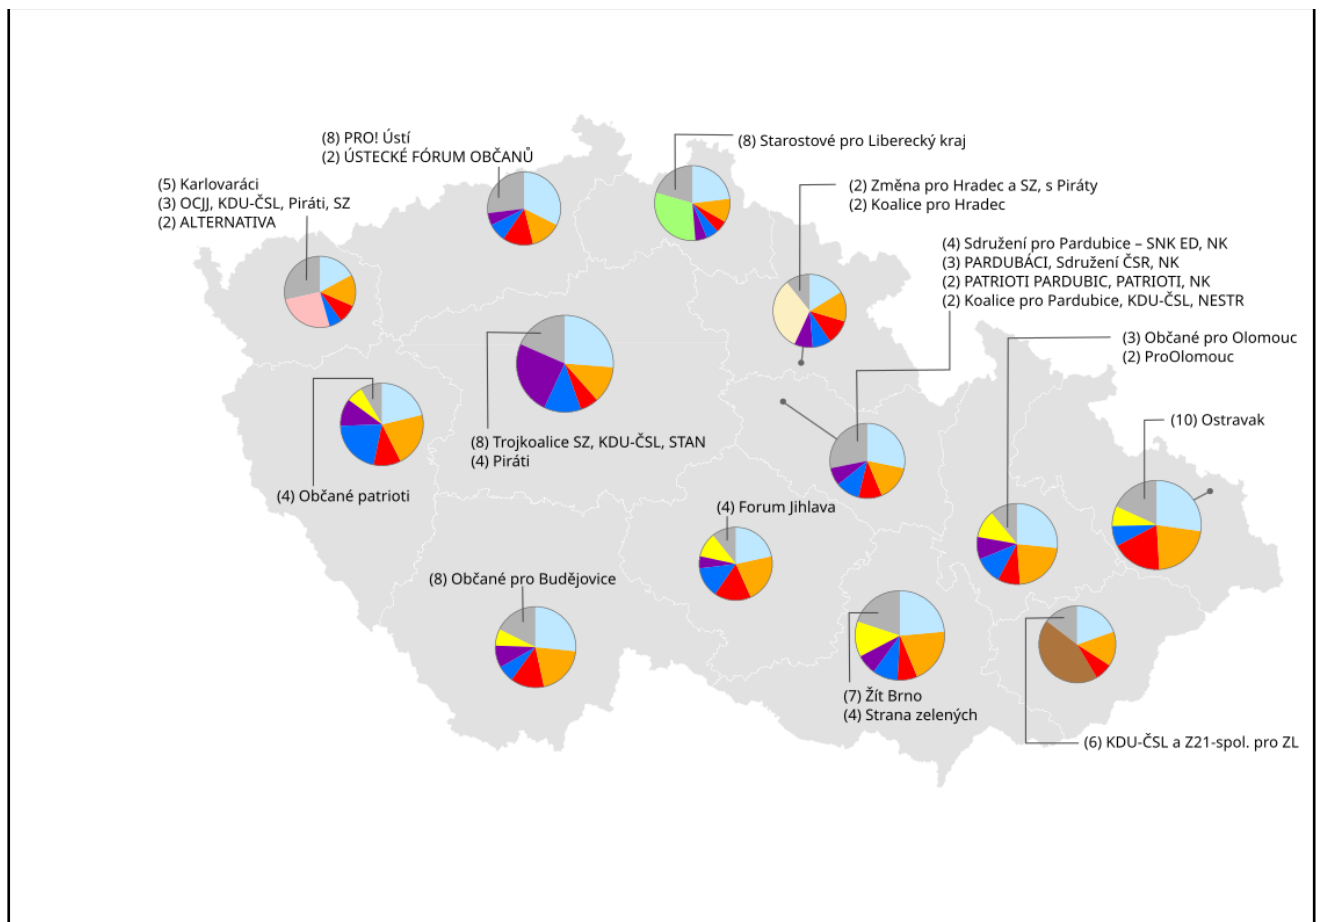 (8) PRO! Ústí
(2) ÚSTECKÉ FÓRUM OBČANŮ
(8) Starostové pro Liberecký kraj
(5) Karlovaráci
(3) OCJJ, KDU-ČSL, Piráti, SZ
(2) ALTERNATIVA
(2) Změna pro Hradec a SZ, s Piráty
(2) Koalice pro Hradec
(4) Sdružení pro Pardubice – SNK ED, NK
(3) PARDUBÁCI, Sdružení ČSR, NK
(2) PATRIOTI PARDUBIC, PATRIOTI, NK
(2) Koalice pro Pardubice, KDU-ČSL, NESTR
(3) Občané pro Olomouc
(2) ProOlomouc
(10) Ostravak
(8) Trojkoalice SZ, KDU-ČSL, STAN
(4) Piráti
(4) Občané patrioti
(4) Forum Jihlava
(8) Občané pro Budějovice
(7) Žít Brno
(4) Strana zelených
(6) KDU-ČSL a Z21-spol. pro ZL